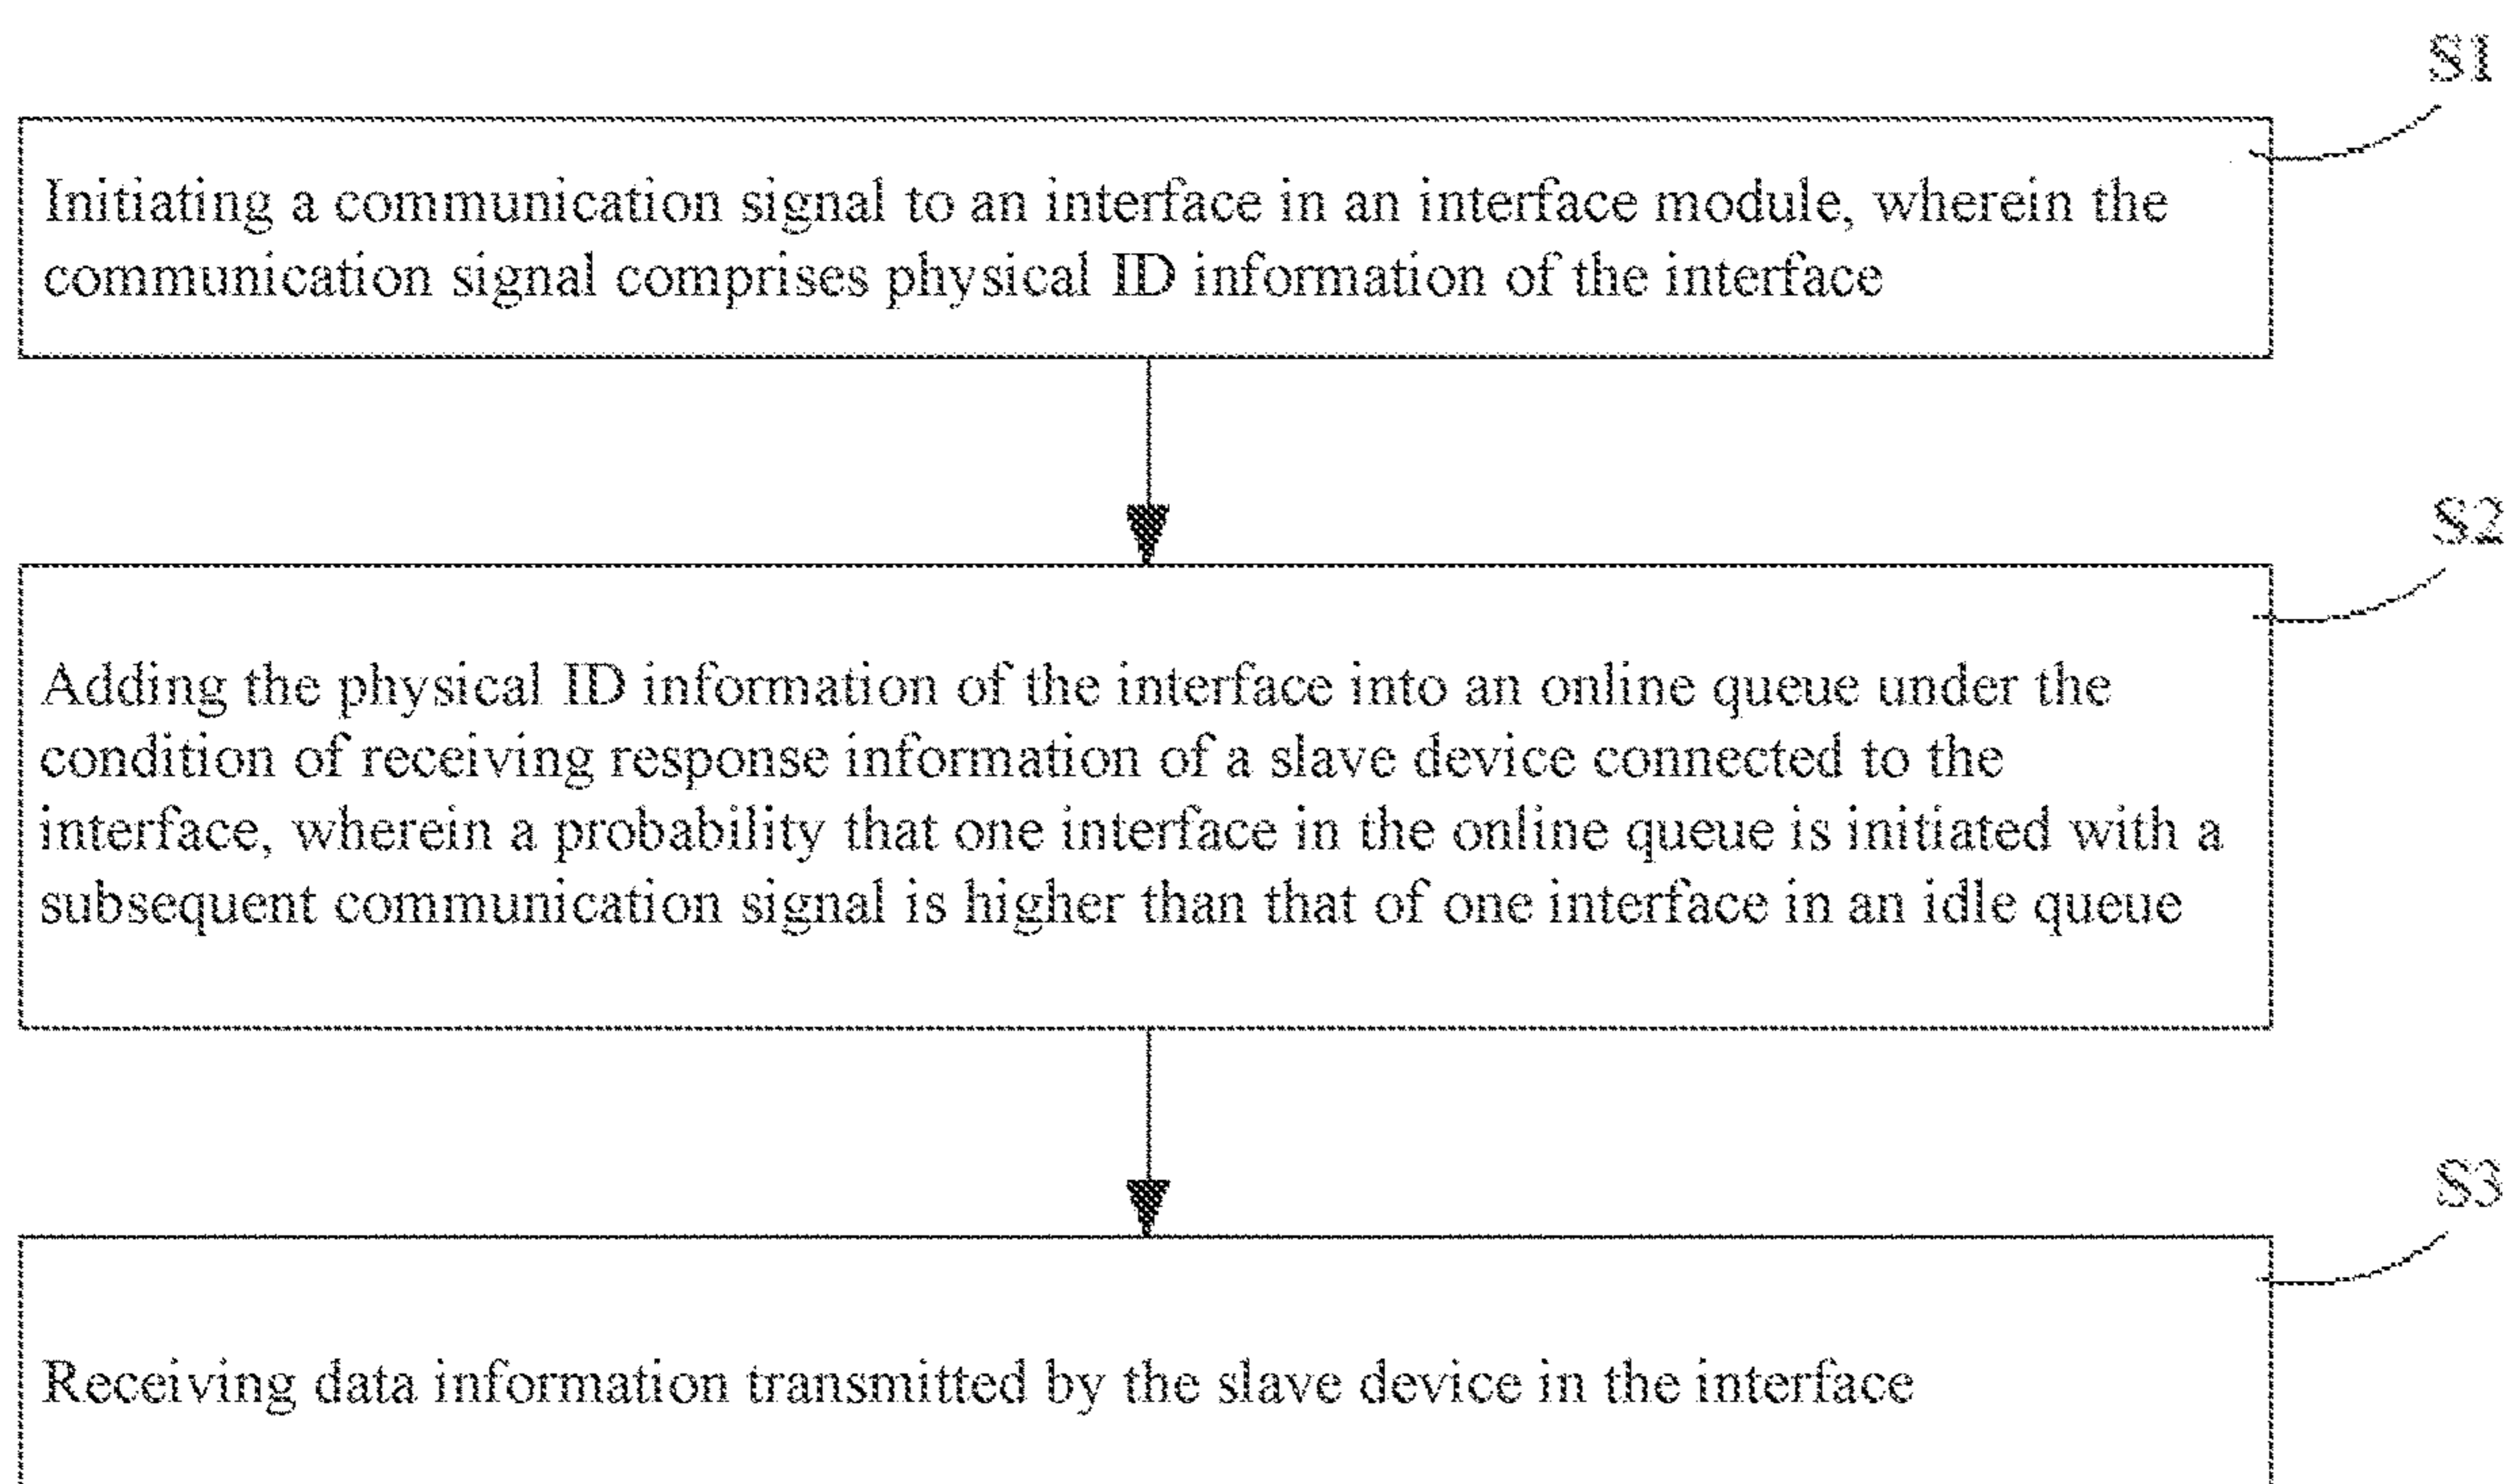 S1
Initiating a communication signal to an interface in an interface module, wherein the
communication signal comprises physical ID information of the interface
S2
Adding the physical ID information of the interface into an online queue under the
condition of receiving response information of a slave device connected to the
interface, wherein a probability that one interface in the online queue is initiated with a
subsequent communication signal is higher than that of one interface in an idle queue
S3
Receiving data information transmitted by the slave device in the interface